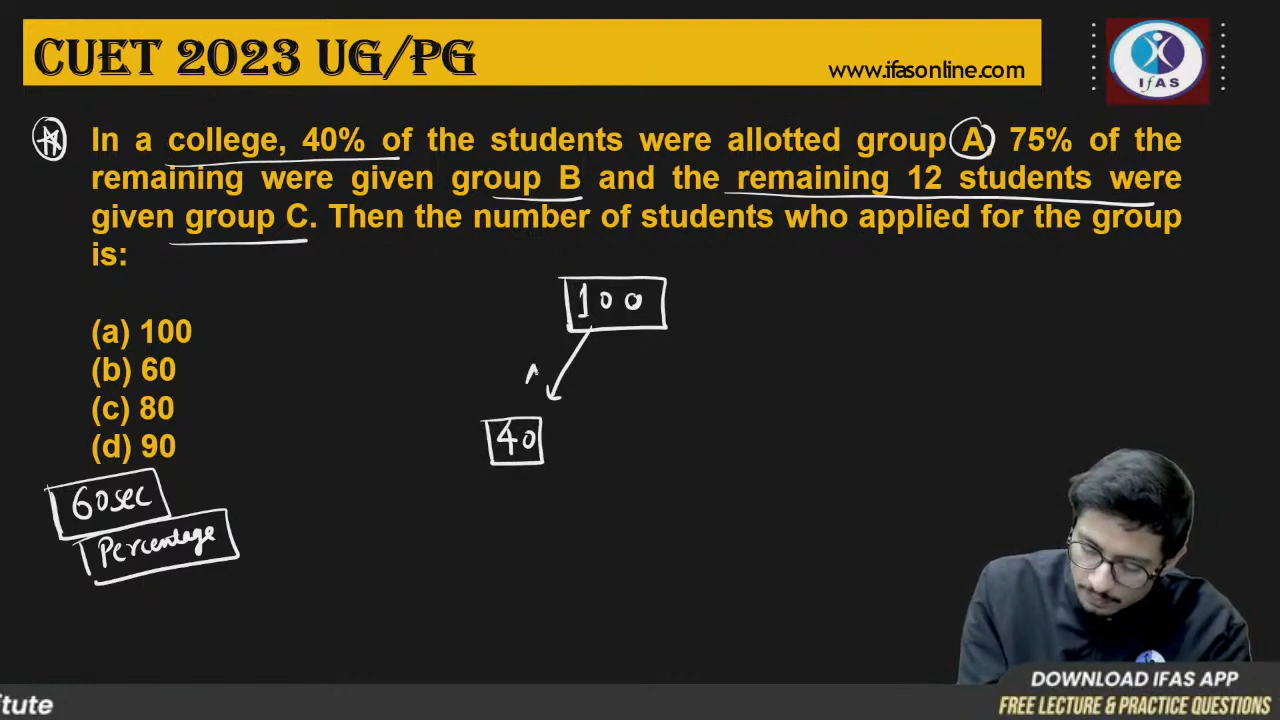 CUET 2023 UG/PG
www.ifasonline.com
IfAS
In a college, 40% of the students were allotted group A, 75% of the
remaining were given group B and the remaining 12 students were
given group C. Then the number of students who applied for the group
is:
100
(a) 100
(b) 60
(c) 80
(d) 90
40
60sec
Percentage
DOWNLOAD IFAS APP
FREE LECTURE & PRACTICE QUESTIONS
itute